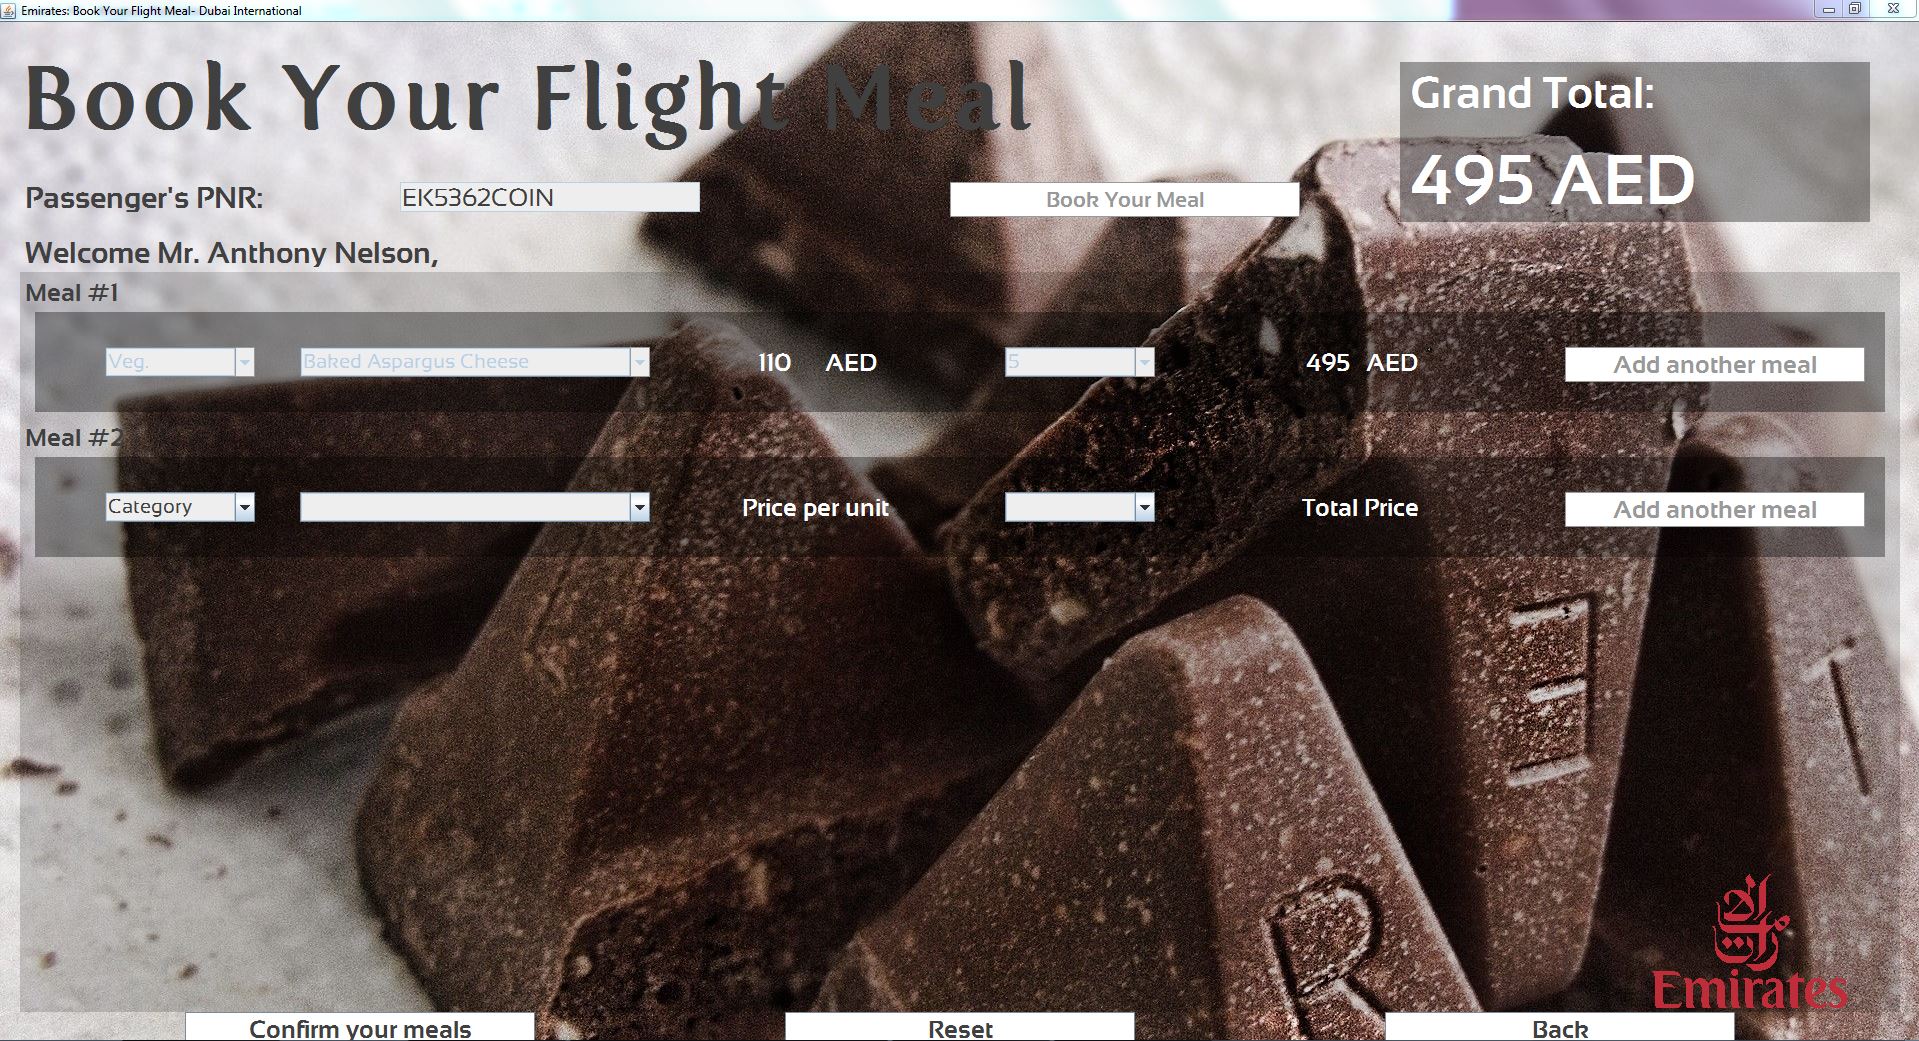 Emirates: Book Your Flight Meal- Dubai International
Book Your Flight Meal
Grand Total:
495 AED
Passenger's PNR: EK5362COIN Book Your Meal
Welcome Mr. Anthony Nelson,
Meal #1
Veg. Baked Aspargus Cheese 110 AED 5 495 AED Add another meal
Meal #2
Category Price per unit Total Price Add another meal
R
Emirates
Confirm your meals Reset Back